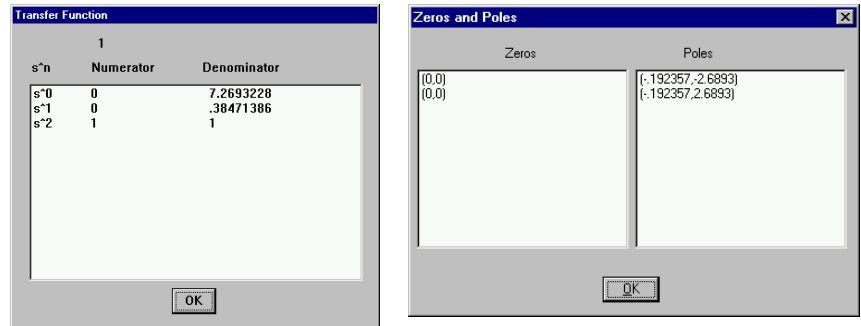 Transfer Function
1
s^n Numerator Denominator
s^0 0 7.2693228
s^1 0 .38471386
s^2 1 1
OK
Zeros and Poles
Zeros Poles
(0,0) (-.192357,-2.6893)
(0,0) (-.192357,2.6893)
OK